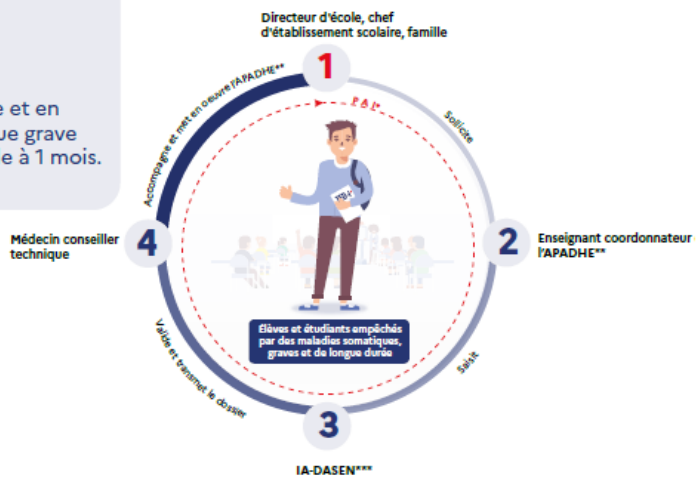 Directeur d'école, chef
d'établissement scolaire, famille
1
P A I*
Accompagne et met en oeuvre l'APADHE**
Sollicite
e et en
ue grave
e à 1 mois.
Médecin conseiller
technique
4
2
Enseignant coordonnateur
l'APADHE**
Élèves et étudiants empêchés
par des maladies somatiques,
graves et de longue durée
Valide et transmet le dossier
Saisit
3
IA-DASEN***